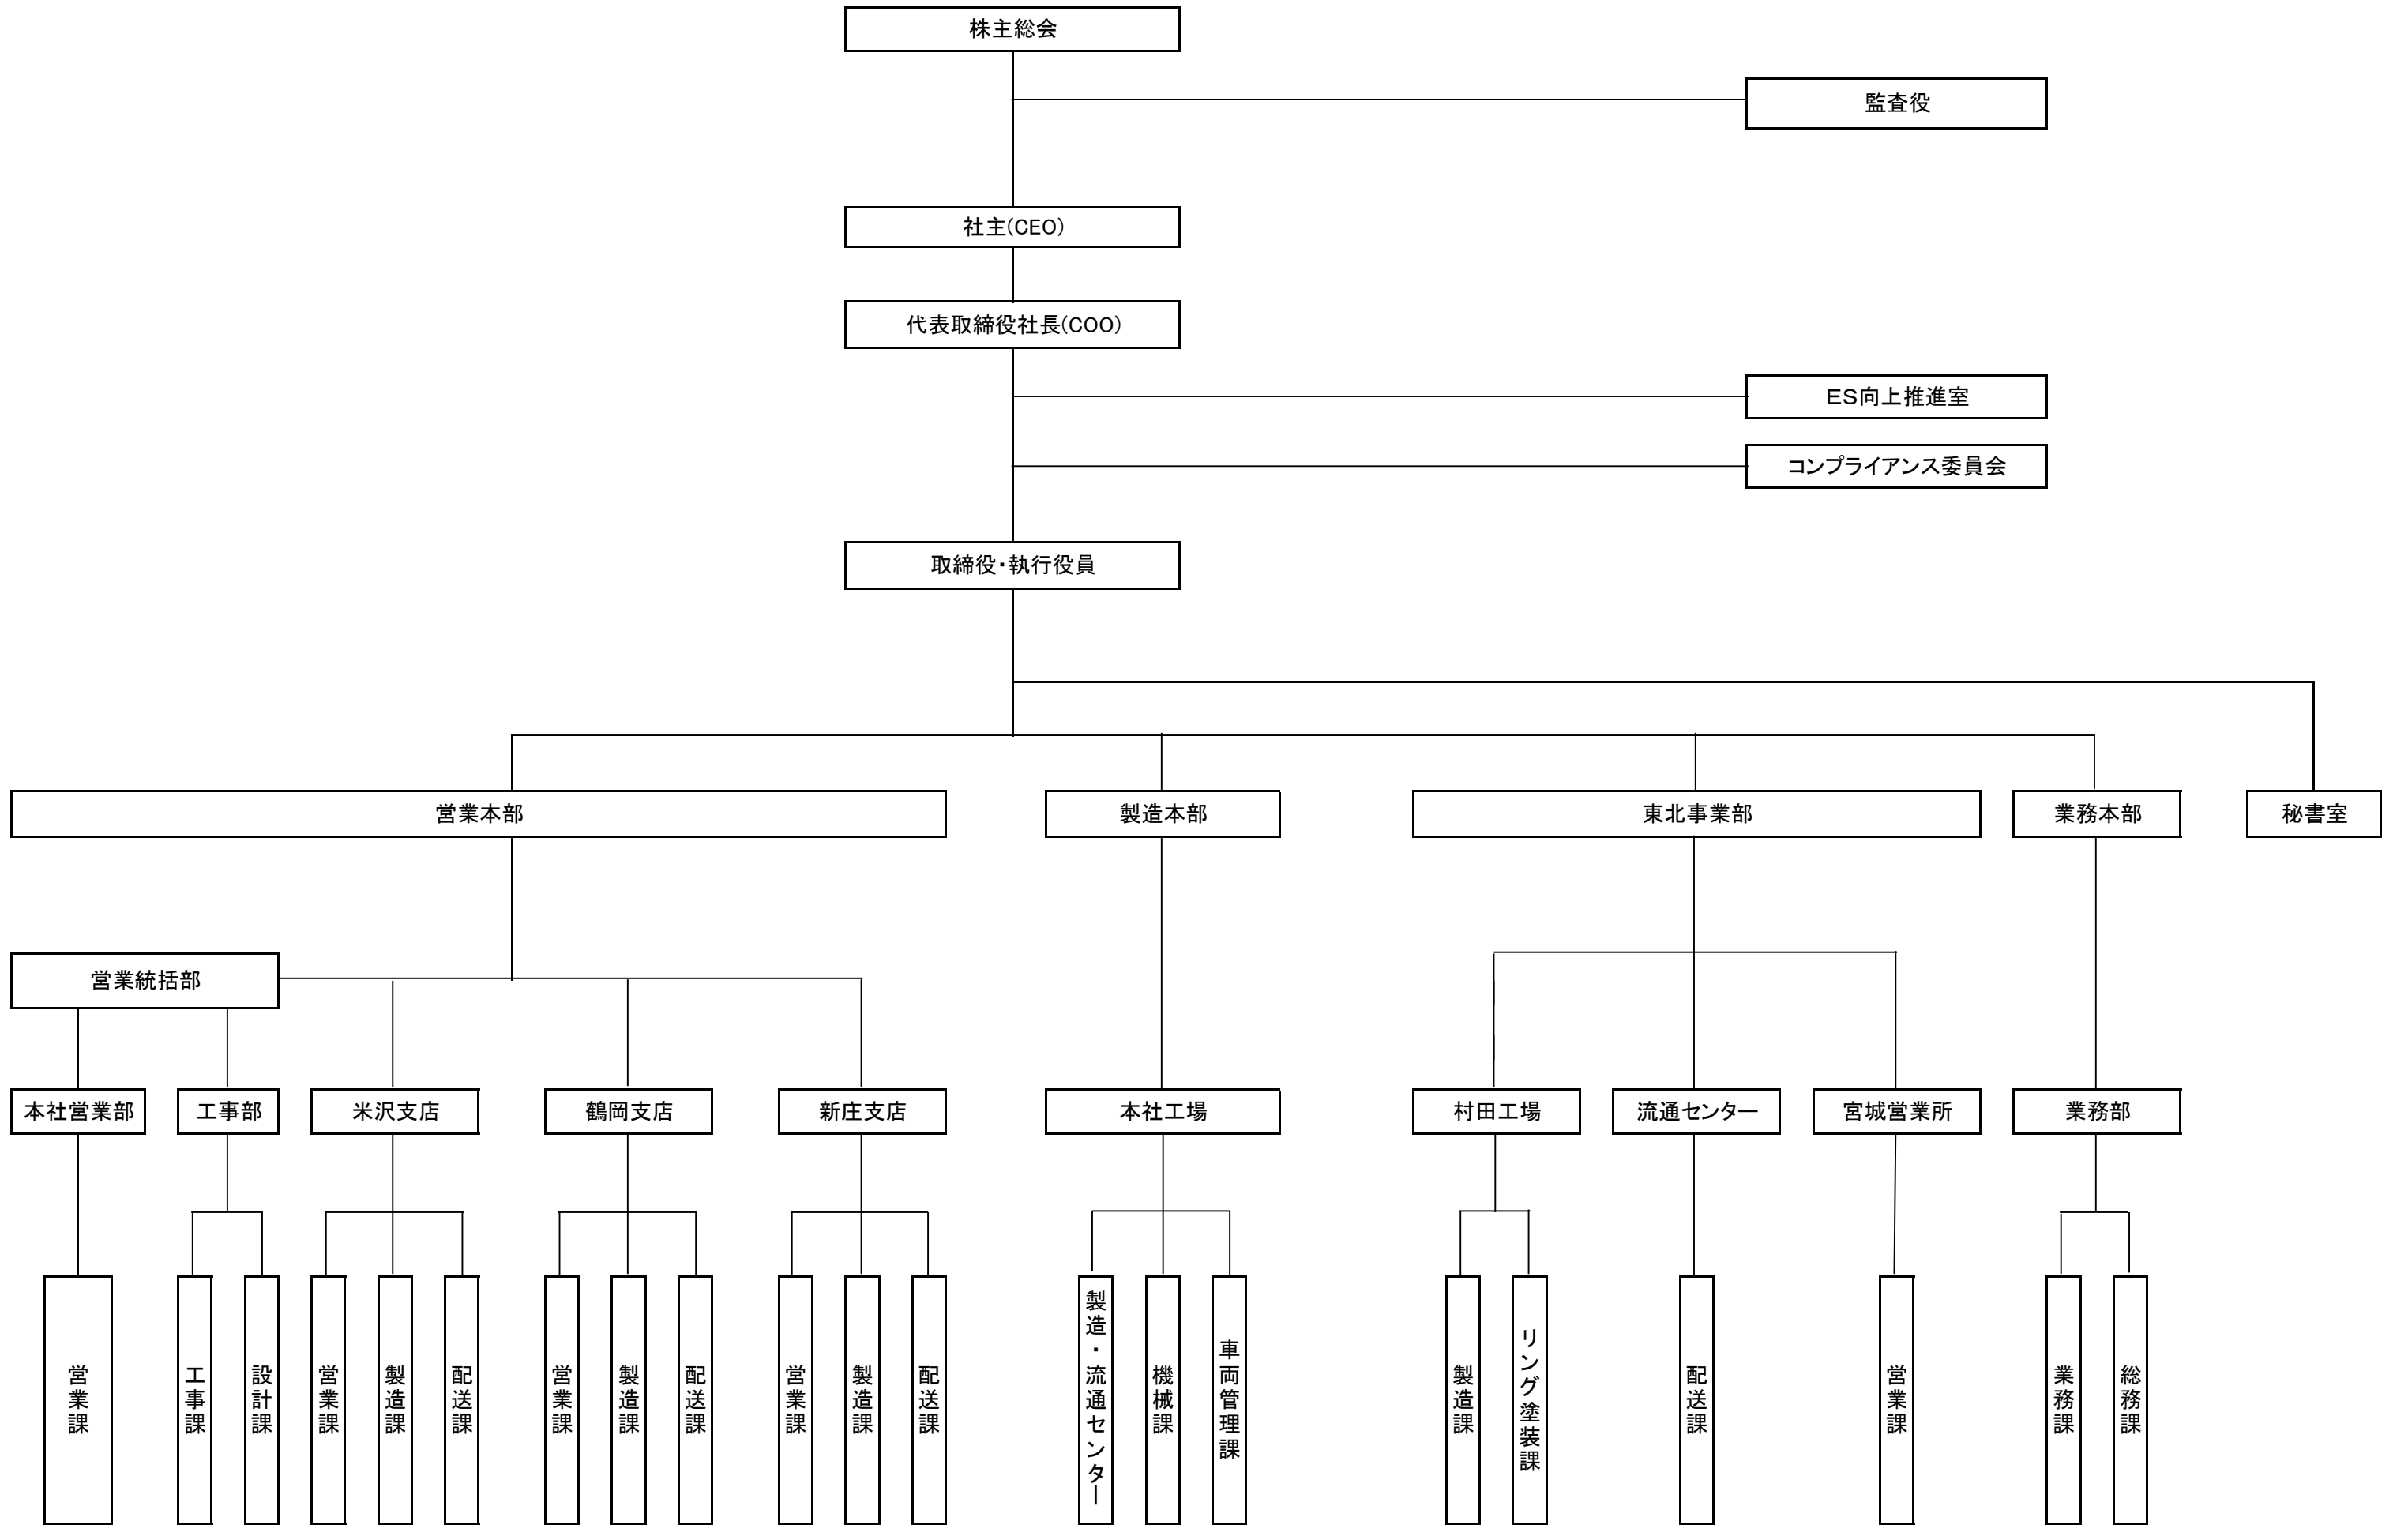 株主総会
監査役
社主(CEO)
代表取締役社長(COO)
ES向上推進室
コンプライアンス委員会
取締役・執行役員
営業本部
製造本部
東北事業部
業務本部
秘書室
営業統括部
本社営業部
工事部
米沢支店
鶴岡支店
新庄支店
本社工場
村田工場
流通センター
宮城営業所
業務部
営業課
工事課
設計課
営業課
製造課
配送課
営業課
製造課
配送課
営業課
製造課
配送課
製造・流通センター
機械課
車両管理課
製造課
リング塗装課
配送課
営業課
業務課
総務課